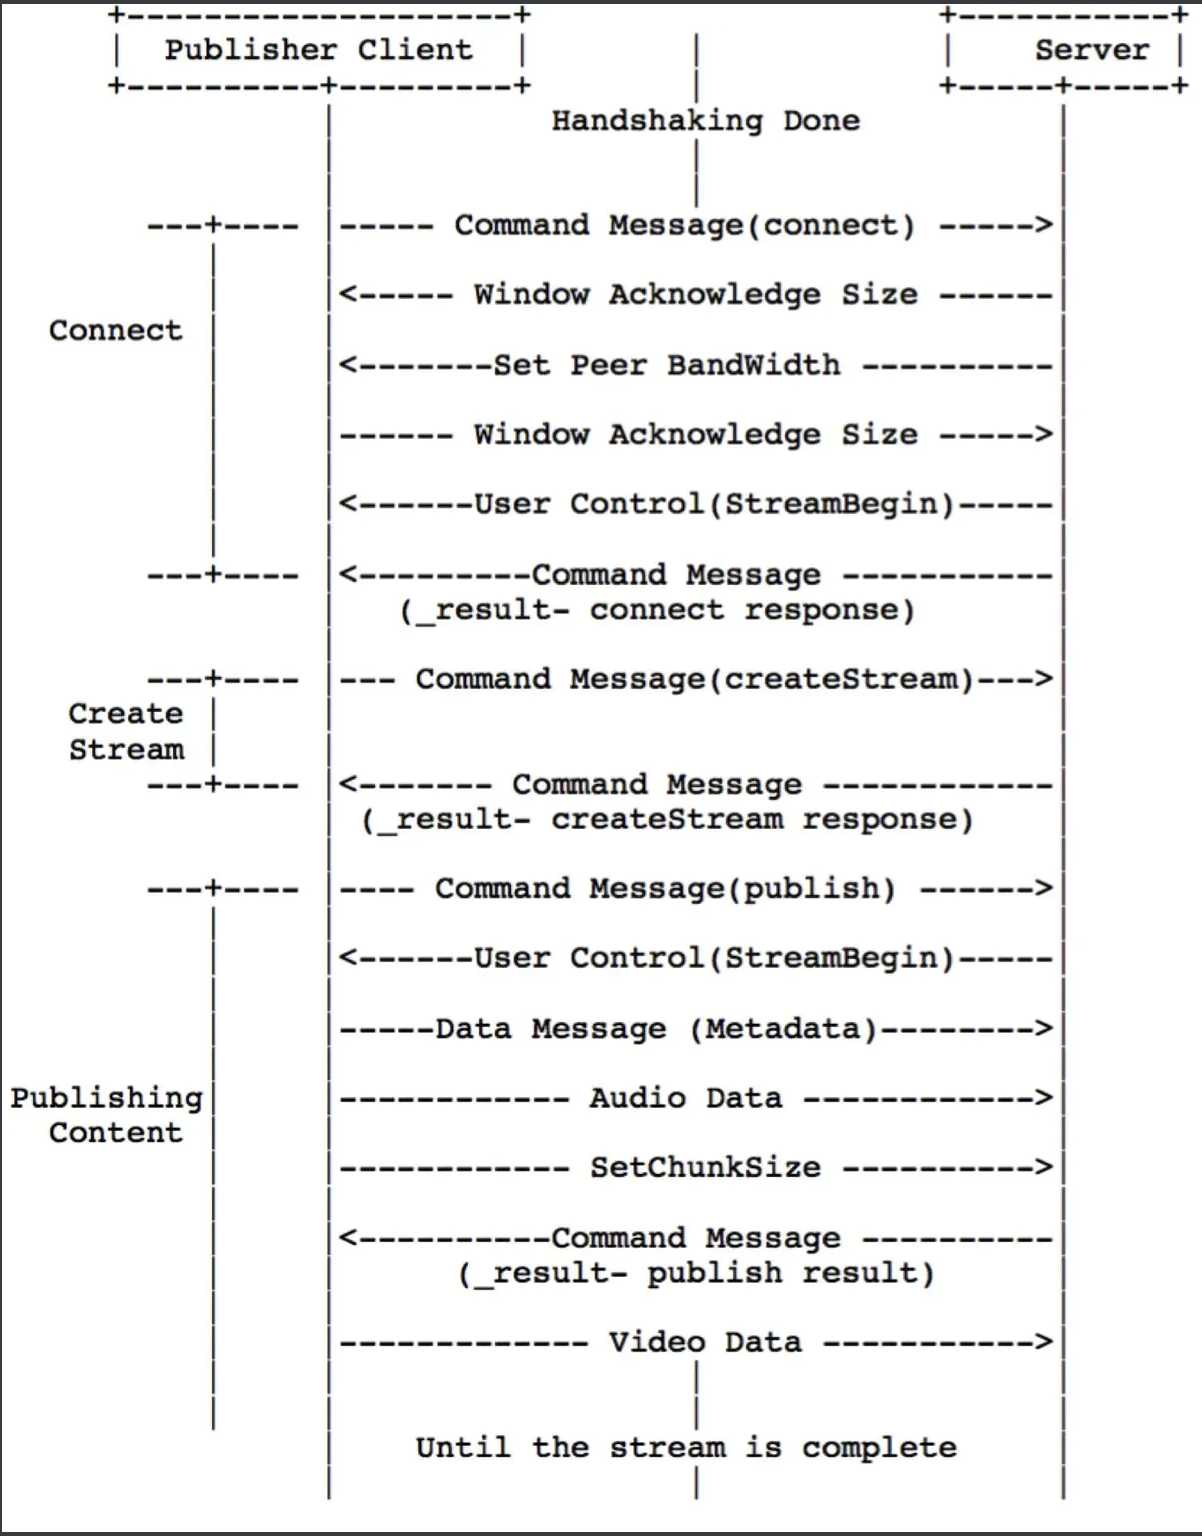 +--------------------+ +-----------+
| Publisher Client | | | Server |
+----------+---------+ | +-----+-----+
| Handshaking Done |
| | |
| | |
---+---- |----- Command Message(connect) ----->|
| | |
| |<----- Window Acknowledge Size ------|
Connect | | |
| |<-------Set Peer BandWidth ----------|
| | |
| |------ Window Acknowledge Size ----->|
| | |
| |<------User Control(StreamBegin)-----|
| | |
---+---- |<---------Command Message -----------|
| (_result- connect response) |
| |
---+---- |--- Command Message(createStream)--->|
Create | | |
Stream | | |
---+---- |<------- Command Message ------------|
| (_result- createStream response) |
| |
---+---- |---- Command Message(publish) ------>|
| | |
| |<------User Control(StreamBegin)-----|
| | |
| |-----Data Message (Metadata)-------->|
| | |
Publishing| |------------ Audio Data ------------>|
Content | | |
| |------------ SetChunkSize ---------->|
| | |
| |<----------Command Message ----------|
| | (_result- publish result) |
| | |
| |------------- Video Data ----------->|
| | | |
| | | |
| Until the stream is complete |
| | |